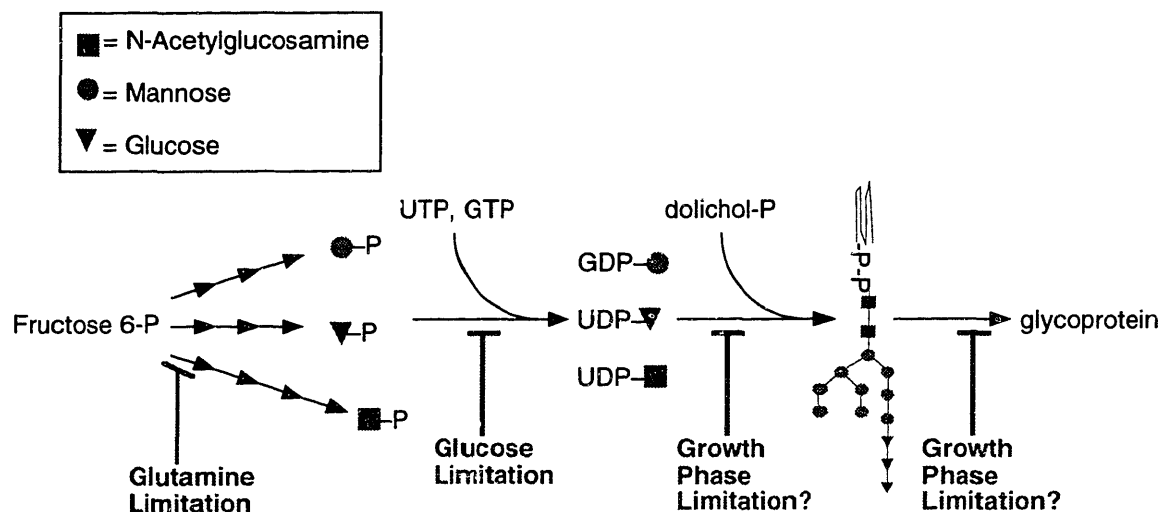 = N-Acetylglucosamine
= Mannose
= Glucose
UTP, GTP
dolichol-P
P
GDP
P-P
Fructose 6-P
P
UDP
glycoprotein
UDP
P
Glutamine
Limitation
Glucose
Limitation
Growth
Phase
Limitation?
Growth
Phase
Limitation?